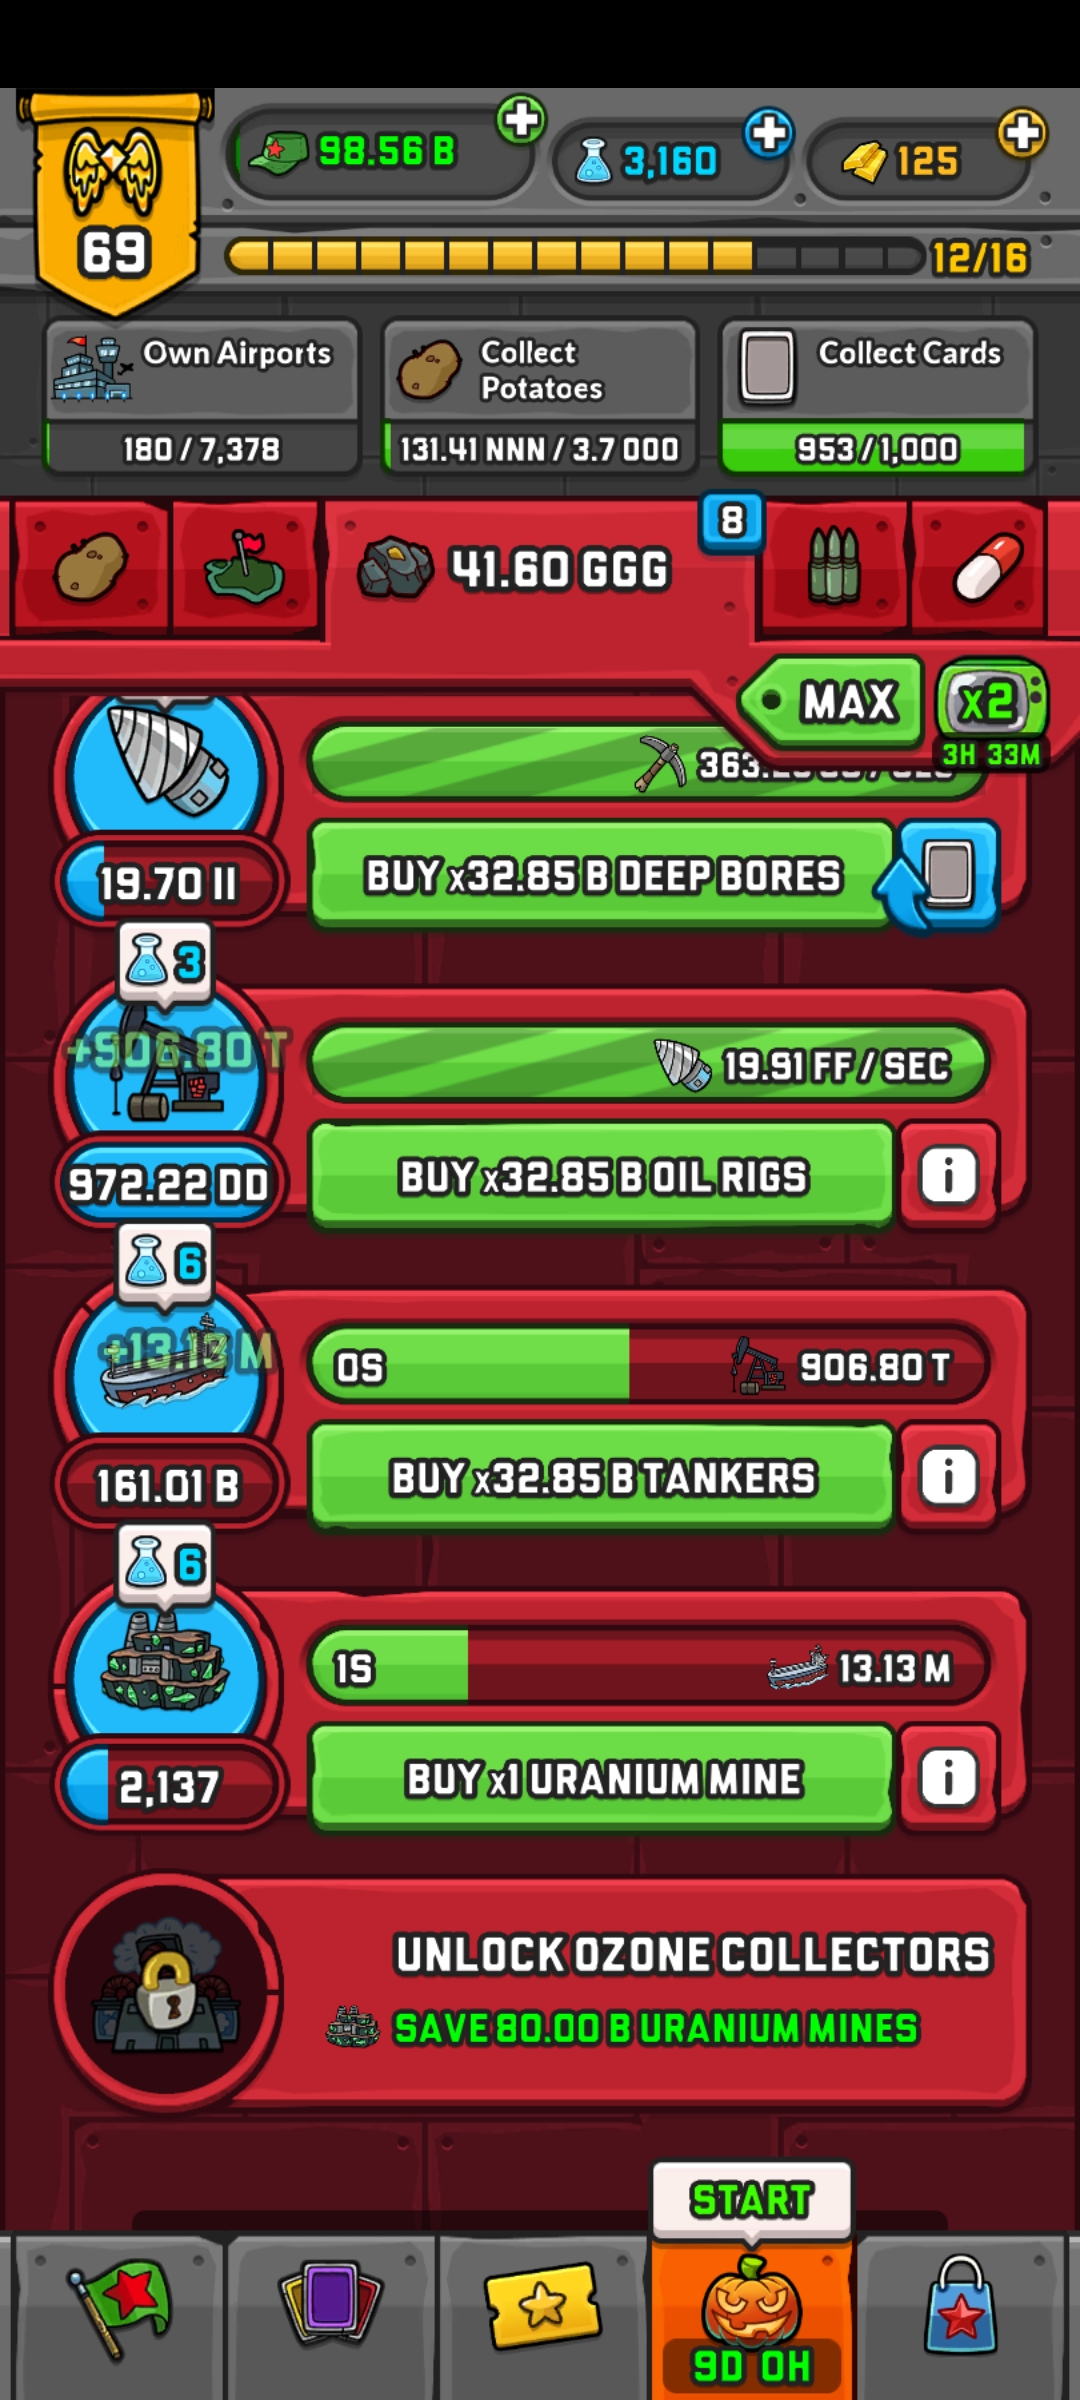 98.56 B
3,160
125
69
12/16
Own Airports
180 / 7,378
Collect
Potatoes
131.41 NNN / 3.7 OOO
Collect Cards
953 / 1,000
41.60 GGG
8
MAX
x2
3H 33M
BUY x32.85 B DEEP BORES
19.70 II
3
+906.80 T
19.91 FF / SEC
972.22 DD
BUY x32.85 B OIL RIGS
i
6
+13.13 M
0S
906.80 T
161.01 B
BUY x32.85 B TANKERS
i
6
1S
13.13 M
2,137
BUY x1 URANIUM MINE
i
UNLOCK OZONE COLLECTORS
SAVE 80.00 B URANIUM MINES
START
9D 0H